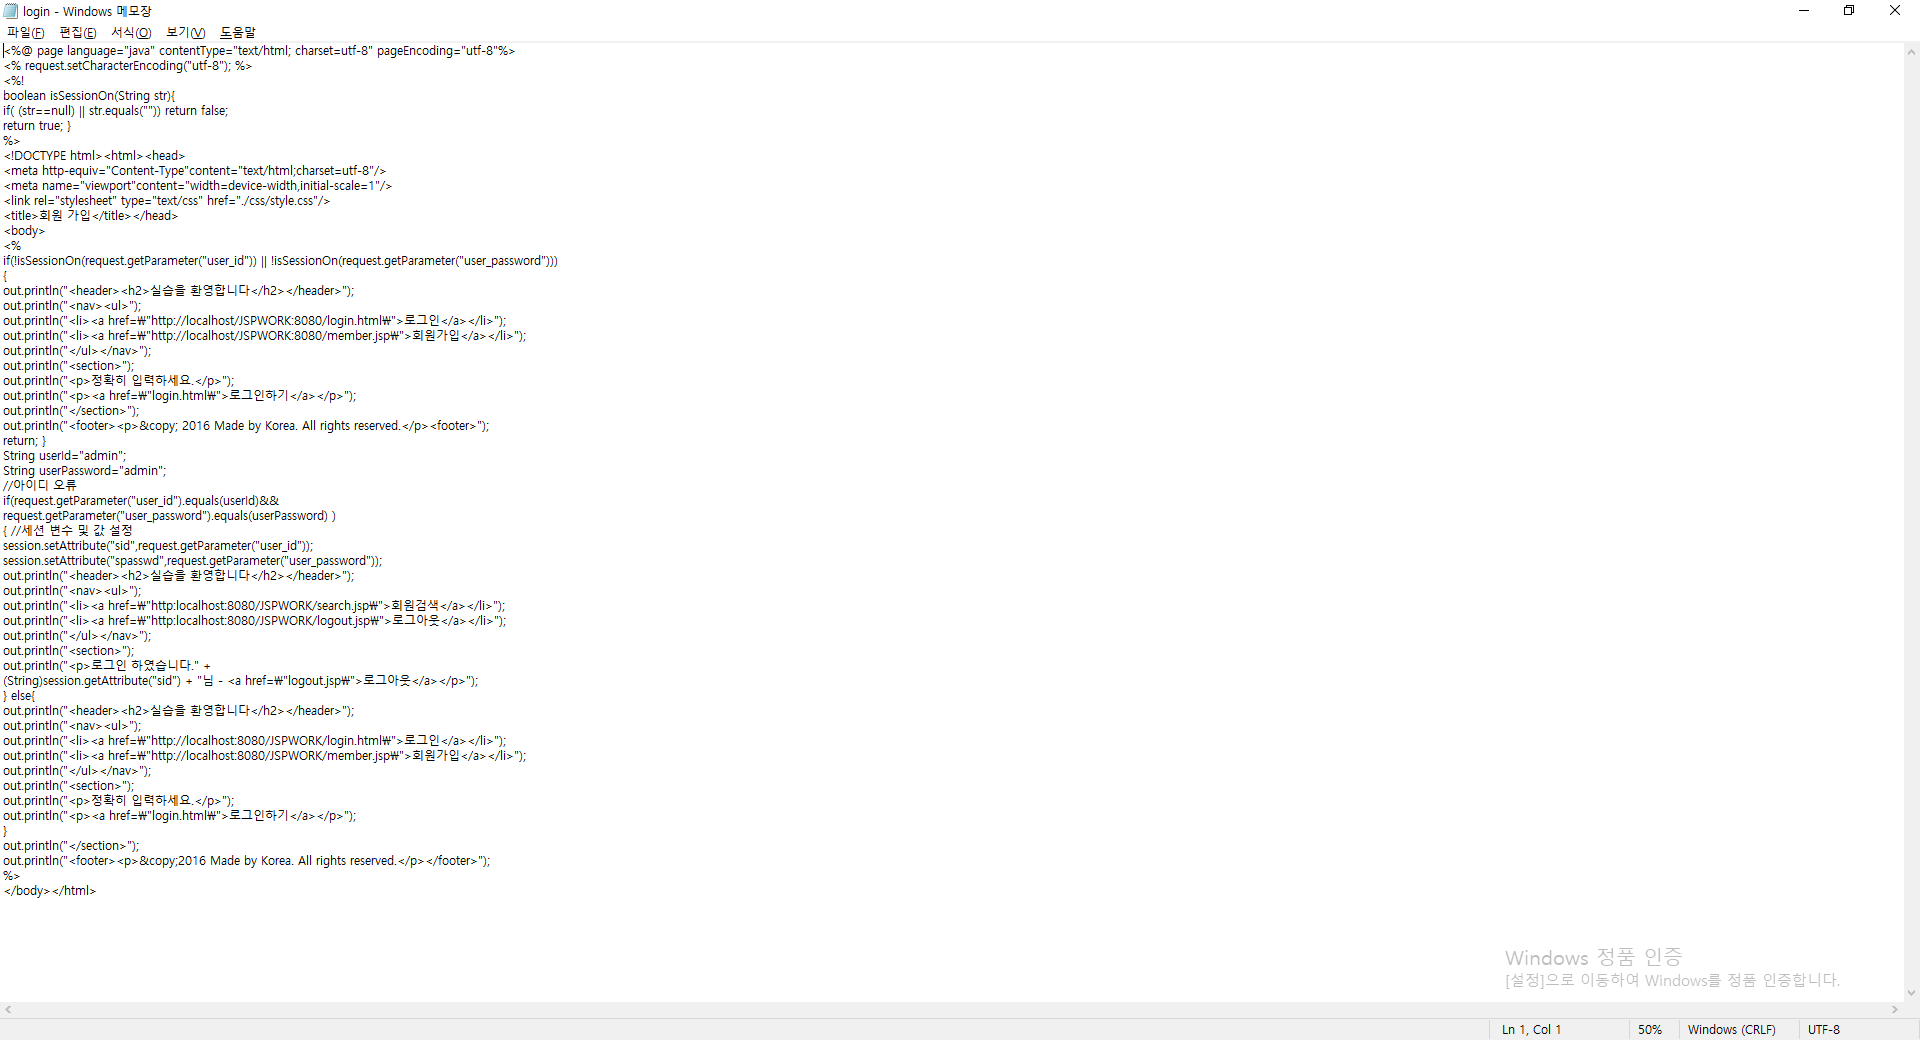 login - Windows 메모장
파일(F) 편집(E) 서식(O) 보기(V) 도움말
<%@ page language="java" contentType="text/html; charset=utf-8" pageEncoding="utf-8"%>
<% request.setCharacterEncoding("utf-8"); %>
<%!
boolean isSessionOn(String str){
if( (str==null) || str.equals("")) return false;
return true; }
%>
<!DOCTYPE html><html><head>
<meta http-equiv="Content-Type"content="text/html;charset=utf-8"/>
<meta name="viewport"content="width=device-width,initial-scale=1"/>
<link rel="stylesheet" type="text/css" href="./css/style.css"/>
<title>회원 가입</title></head>
<body>
<%
if(!isSessionOn(request.getParameter("user_id")) || !isSessionOn(request.getParameter("user_password")))
{
out.println("<header><h2>실습을 환영합니다</h2></header>");
out.println("<nav><ul>");
out.println("<li><a href=₩"http://localhost/JSPWORK:8080/login.html₩">로그인</a></li>");
out.println("<li><a href=₩"http://localhost/JSPWORK:8080/member.jsp₩">회원가입</a></li>");
out.println("</ul></nav>");
out.println("<section>");
out.println("<p>정확히 입력하세요.</p>");
out.println("<p><a href=₩"login.html₩">로그인하기</a></p>");
out.println("</section>");
out.println("<footer><p>&copy; 2016 Made by Korea. All rights reserved.</p><footer>");
return; }
String userId="admin";
String userPassword="admin";
//아이디 오류
if(request.getParameter("user_id").equals(userId)&&
request.getParameter("user_password").equals(userPassword) )
{ //세션 변수 및 값 설정
session.setAttribute("sid",request.getParameter("user_id"));
session.setAttribute("spasswd",request.getParameter("user_password"));
out.println("<header><h2>실습을 환영합니다</h2></header>");
out.println("<nav><ul>");
out.println("<li><a href=₩"http:localhost:8080/JSPWORK/search.jsp₩">회원검색</a></li>");
out.println("<li><a href=₩"http:localhost:8080/JSPWORK/logout.jsp₩">로그아웃</a></li>");
out.println("</ul></nav>");
out.println("<section>");
out.println("<p>로그인 하였습니다." +
(String)session.getAttribute("sid") + "님 - <a href=₩"logout.jsp₩">로그아웃</a></p>");
} else{
out.println("<header><h2>실습을 환영합니다</h2></header>");
out.println("<nav><ul>");
out.println("<li><a href=₩"http://localhost:8080/JSPWORK/login.html₩">로그인</a></li>");
out.println("<li><a href=₩"http://localhost:8080/JSPWORK/member.jsp₩">회원가입</a></li>");
out.println("</ul></nav>");
out.println("<section>");
out.println("<p>정확히 입력하세요.</p>");
out.println("<p><a href=₩"login.html₩">로그인하기</a></p>");
}
out.println("</section>");
out.println("<footer><p>&copy;2016 Made by Korea. All rights reserved.</p></footer>");
%>
</body></html>
Windows 정품 인증
[설정]으로 이동하여 Windows를 정품 인증합니다.
Ln 1, Col 1 50% Windows (CRLF) UTF-8